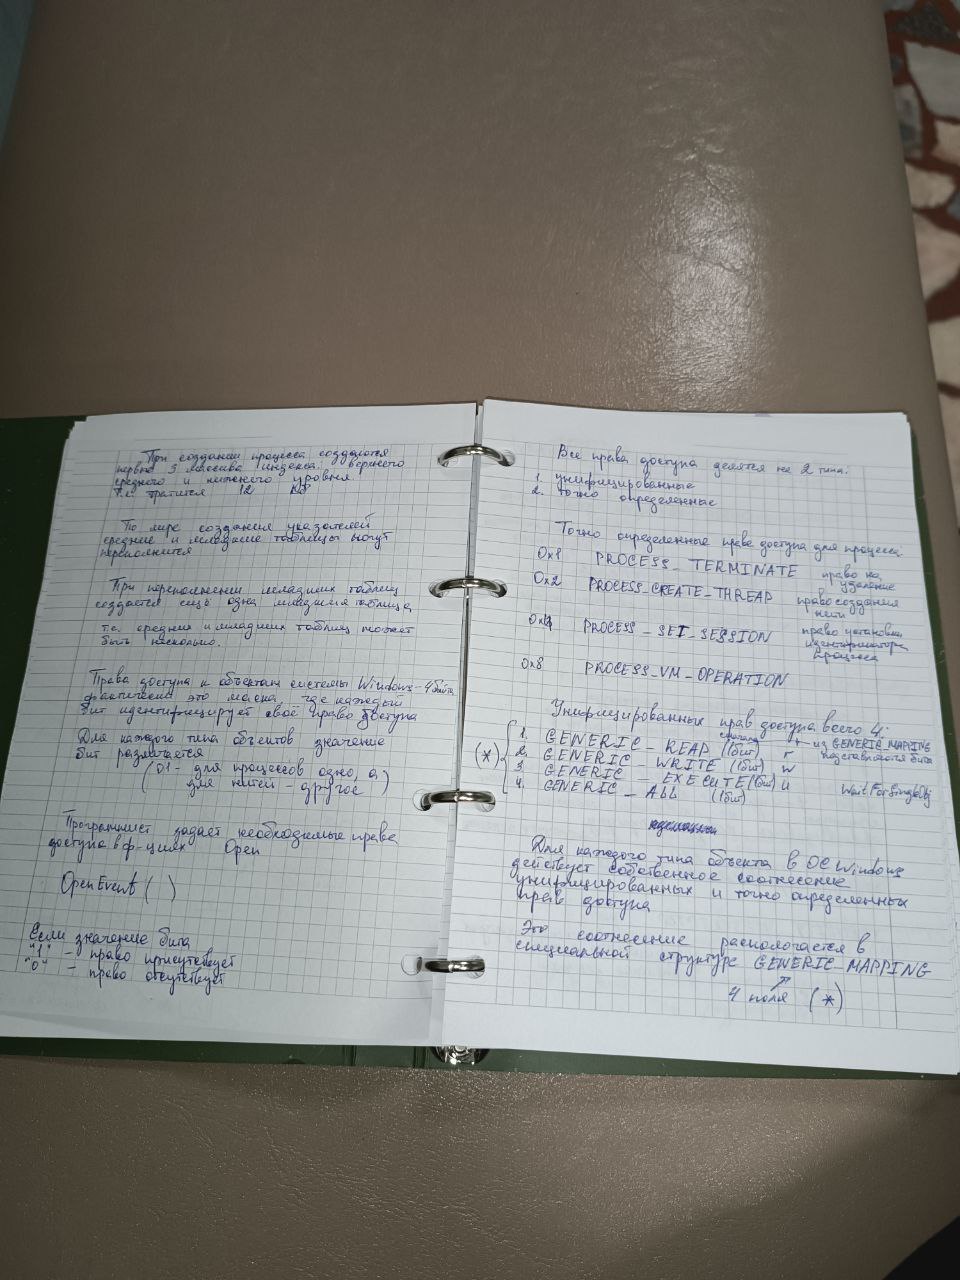 При создании процесса создаются
первые 3 массива индекса верхнего
среднего и нижнего уровня
т.е. тратится 12 Кб
По мере создания указателей
средние и младшие таблицы могут
переполнится
При переполнении младших таблиц
создается ещё одна младшая таблица,
т.е. средних и младших таблиц может
быть несколько.
Права доступа к объектам системы Windows - 4 байта
фактически это маска где каждый
бит идентифицирует своё право доступа
Для каждого типа объектов значение
бит различается
(01 - для процессов одно, а
для нитей - другое)
Программист задает необходимые права
доступа в ф-циях Open
OpenEvent ( )
Если значение бита
"1" - право присутствует
"0" - право отсутствует
Все права доступа делятся на 2 типа:
1. унифицированные
2. точно определенные
Точно определенные права доступа для процесса:
0x1 PROCESS_TERMINATE право на удаление
0x2 PROCESS_CREATE_THREAD право создания нити
0x4 PROCESS_SET_SESSION право установки идентификатора процесса
0x8 PROCESS_VM_OPERATION
Унифицированных прав доступа всего 4:
1. GENERIC_READ (1бит) r из GENERIC_MAPPING
2. GENERIC_WRITE (1бит) w подставляются биты
3 GENERIC_EXECUTE (1бит)
4. GENERIC_ALL (1бит)
(*)
Для каждого типа объекта в ОС Windows
действует собственное соотнесение
унифицированных и точно определенных
прав доступа
Это соотнесение распологается в
специальной структуре GENERIC_MAPPING
4 поля (*)